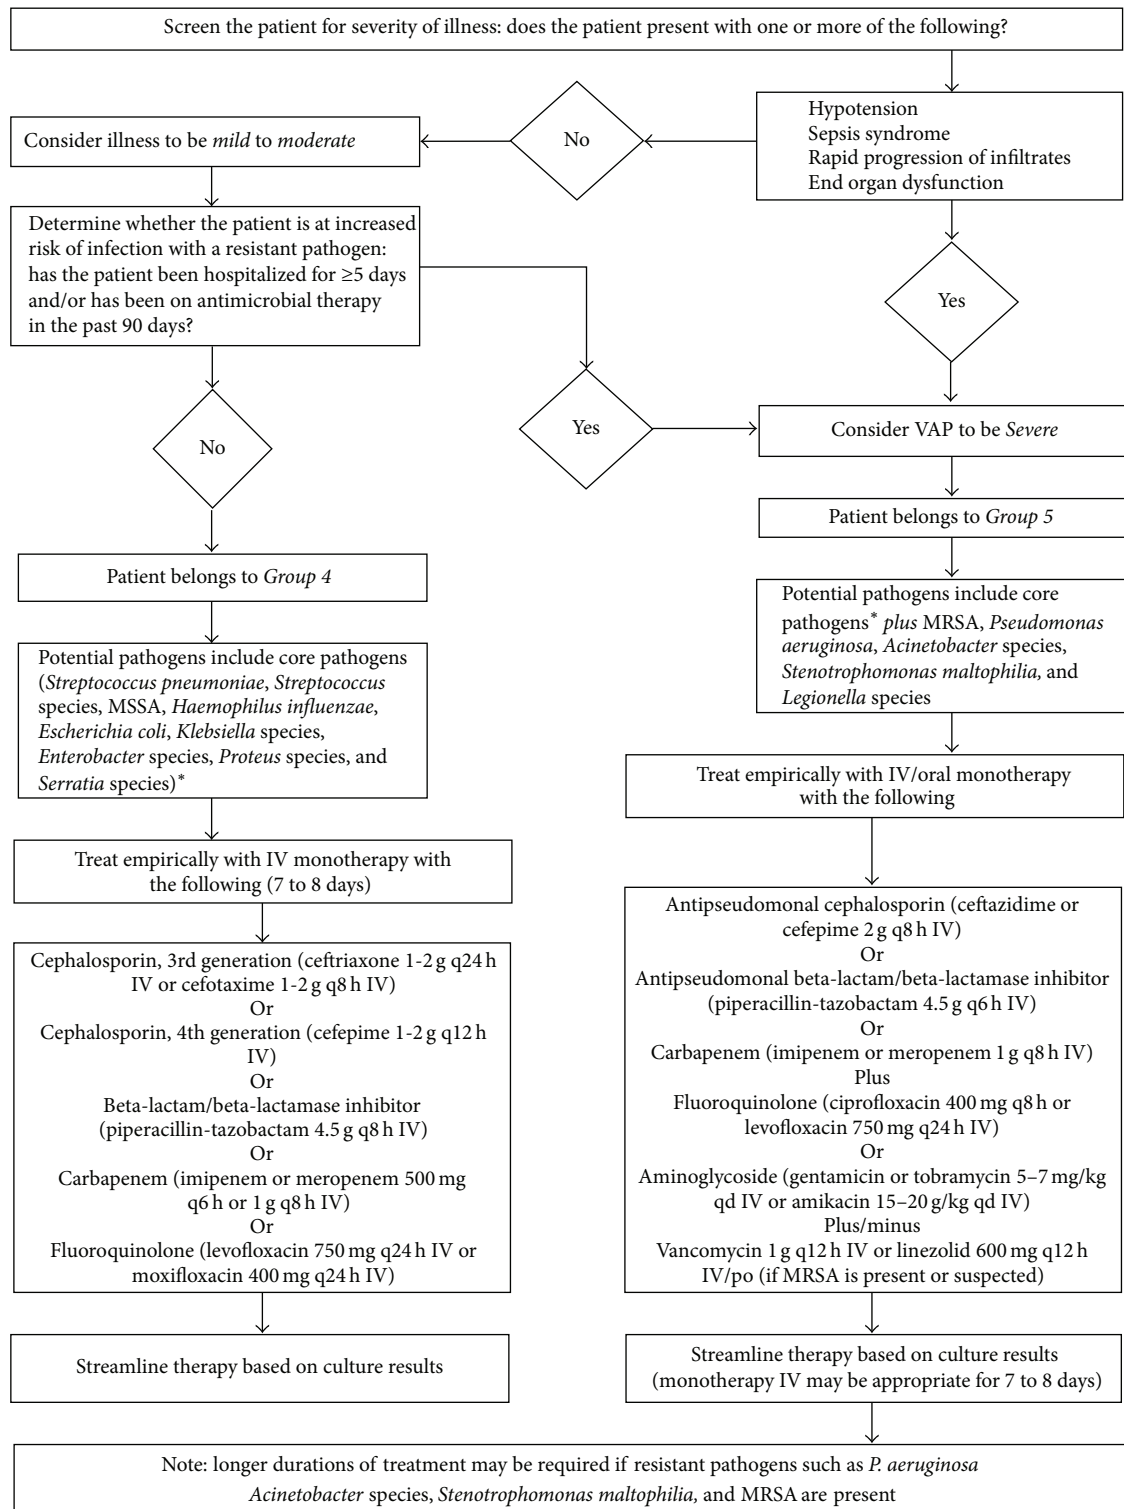 Screen the patient for severity of illness: does the patient present with one or more of the following?
Hypotension
Sepsis syndrome
Rapid progression of infiltrates
End organ dysfunction
No
Consider illness to be mild to moderate
Determine whether the patient is at increased
risk of infection with a resistant pathogen:
has the patient been hospitalized for ≥5 days
and/or has been on antimicrobial therapy
in the past 90 days?
Yes
No
Yes
Consider VAP to be Severe
Patient belongs to Group 4
Potential pathogens include core pathogens
(Streptococcus pneumoniae, Streptococcus
species, MSSA, Haemophilus influenzae,
Escherichia coli, Klebsiella species,
Enterobacter species, Proteus species, and
Serratia species)*
Treat empirically with IV monotherapy with
the following (7 to 8 days)
Cephalosporin, 3rd generation (ceftriaxone 1-2 g q24 h
IV or cefotaxime 1-2 g q8 h IV)
Or
Cephalosporin, 4th generation (cefepime 1-2 g q12 h
IV)
Or
Beta-lactam/beta-lactamase inhibitor
(piperacillin-tazobactam 4.5 g q8 h IV)
Or
Carbapenem (imipenem or meropenem 500 mg
q6 h or 1 g q8 h IV)
Or
Fluoroquinolone (levofloxacin 750 mg q24 h IV or
moxifloxacin 400 mg q24 h IV)
Streamline therapy based on culture results
Patient belongs to Group 5
Potential pathogens include core
pathogens* plus MRSA, Pseudomonas
aeruginosa, Acinetobacter species,
Stenotrophomonas maltophilia, and
Legionella species
Treat empirically with IV/oral monotherapy
with the following
Antipseudomonal cephalosporin (ceftazidime or
cefepime 2 g q8 h IV)
Or
Antipseudomonal beta-lactam/beta-lactamase inhibitor
(piperacillin-tazobactam 4.5 g q6 h IV)
Or
Carbapenem (imipenem or meropenem 1 g q8 h IV)
Plus
Fluoroquinolone (ciprofloxacin 400 mg q8 h or
levofloxacin 750 mg q24 h IV)
Or
Aminoglycoside (gentamicin or tobramycin 5–7 mg/kg
qd IV or amikacin 15–20 g/kg qd IV)
Plus/minus
Vancomycin 1 g q12 h IV or linezolid 600 mg q12 h
IV/po (if MRSA is present or suspected)
Streamline therapy based on culture results
(monotherapy IV may be appropriate for 7 to 8 days)
Note: longer durations of treatment may be required if resistant pathogens such as P. aeruginosa
Acinetobacter species, Stenotrophomonas maltophilia, and MRSA are present